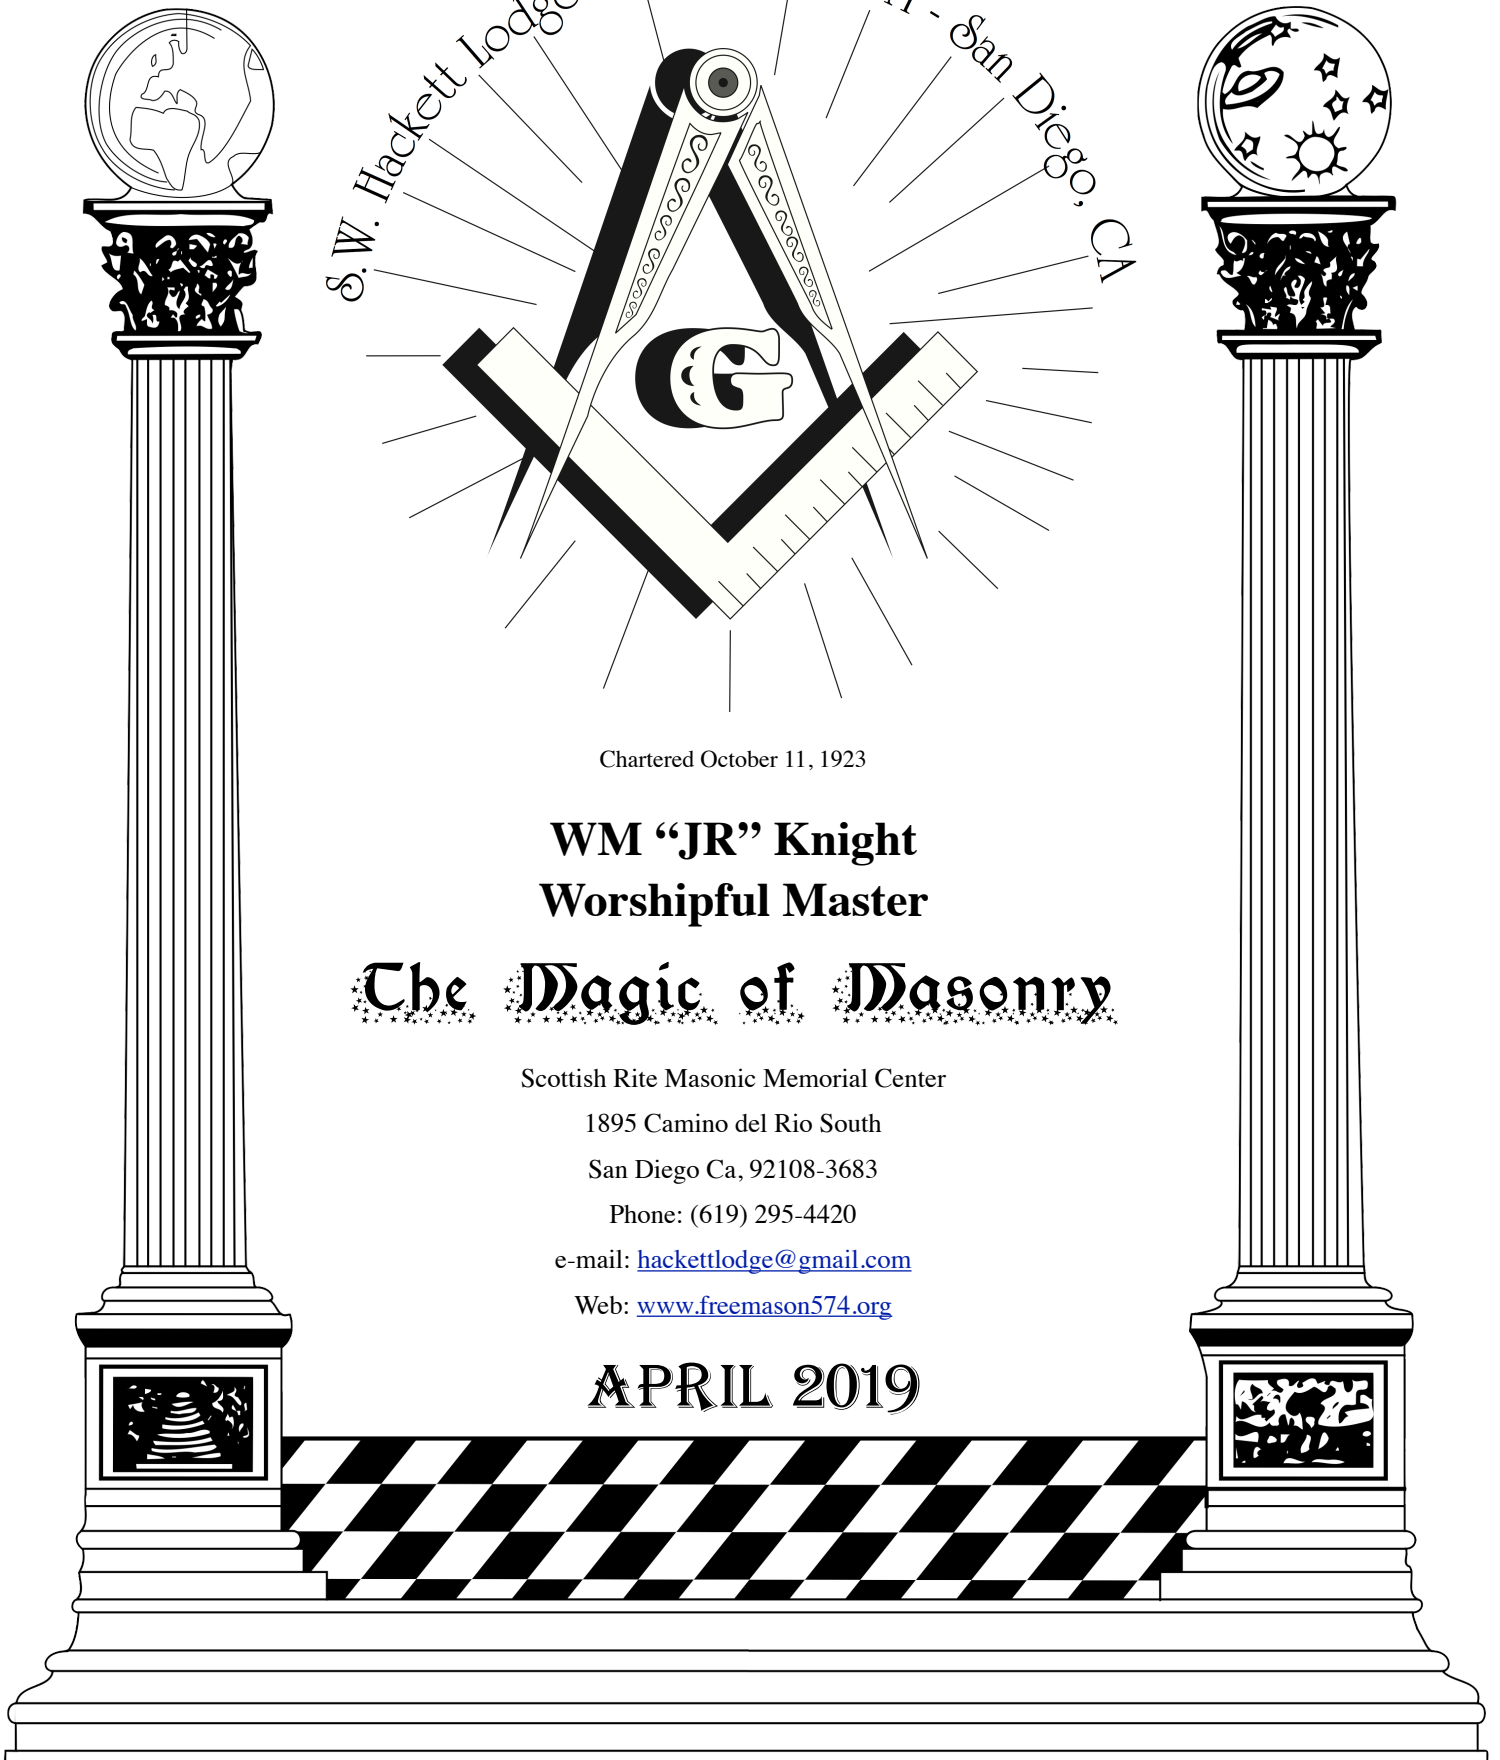 S.W. Hackett Lodge
- San Diego, CA
G
Chartered October 11, 1923
WM “JR” Knight
Worshipful Master
The Magic of Masonry
Scottish Rite Masonic Memorial Center
1895 Camino del Rio South
San Diego Ca, 92108-3683
Phone: (619) 295-4420
e-mail: hackettlodge@gmail.com
Web: www.freemason574.org
APRIL 2019